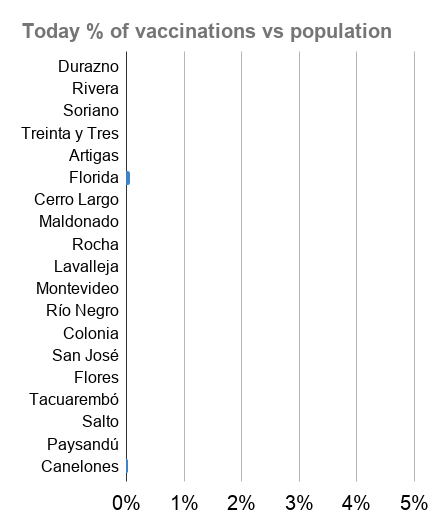 Today % of vaccinations vs population
Durazno
Rivera
Soriano
Treinta y Tres
Artigas
Florida
Cerro Largo
Maldonado
Rocha
Lavalleja
Montevideo
Río Negro
Colonia
San José
Flores
Tacuarembó
Salto
Paysandú
Canelones
0% 1% 2% 3% 4% 5%